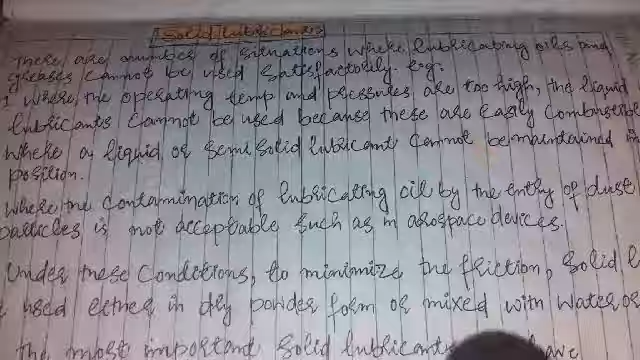 Solid lubricants
There are number of situations where lubricating oils and
greases cannot be used satisfactorily. e.g.
1 where, the operating temp and pressures are too high, the liquid
lubricants cannot be used because these are easily combustible
Where a liquid or semi solid lubricant cannot be maintained in
position.
Where the contamination of lubricating oil by the entry of dust
particles is not acceptable such as in aerospace devices.
Under these conditions, to minimize the friction, solid l
used either in dry powder form or mixed with water or
the most important solid lubricant have